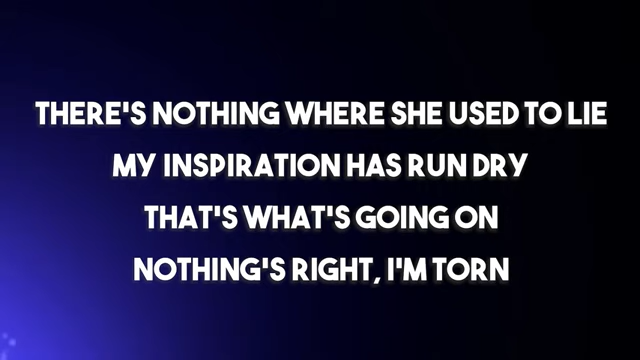 THERE'S NOTHING WHERE SHE USED TO LIE
MY INSPIRATION HAS RUN DRY
THAT'S WHAT'S GOING ON
NOTHING'S RIGHT, I'M TORN